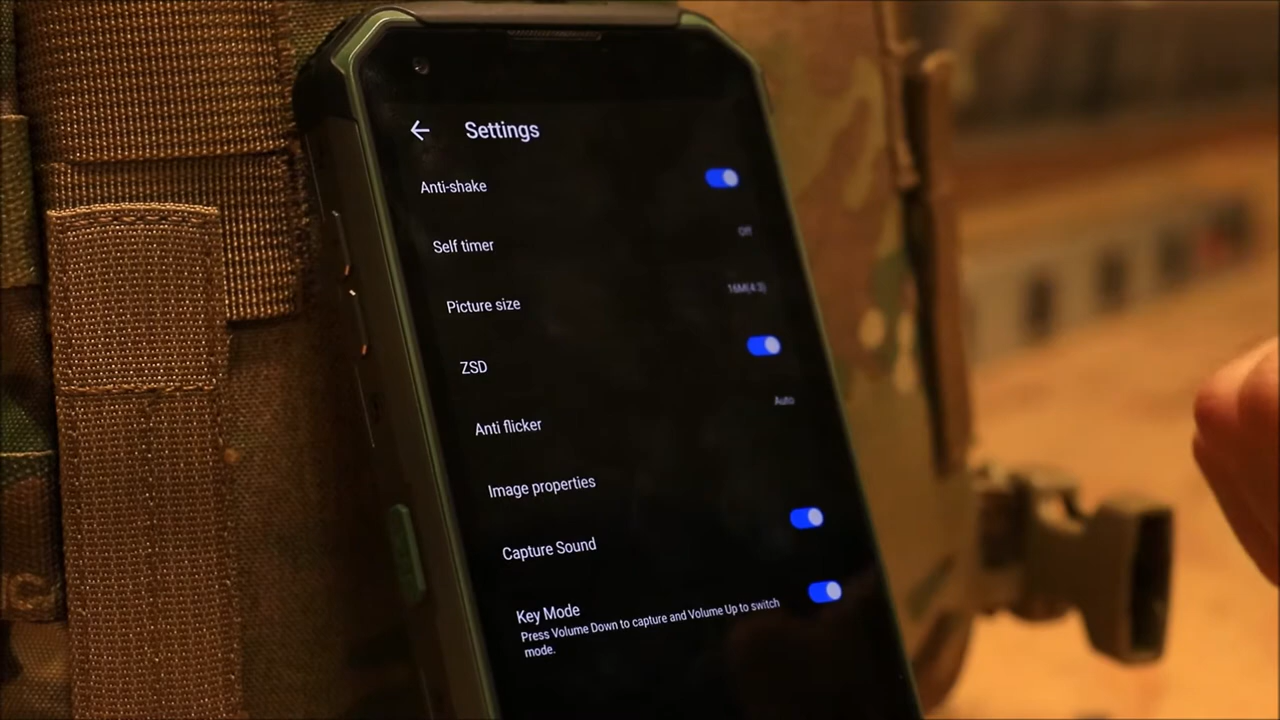 Settings
Anti-shake
Self timer
Off
Picture size
16M(4:3)
ZSD
Anti flicker
Auto
Image properties
Capture Sound
Key Mode
Press Volume Down to capture and Volume Up to switch
mode.